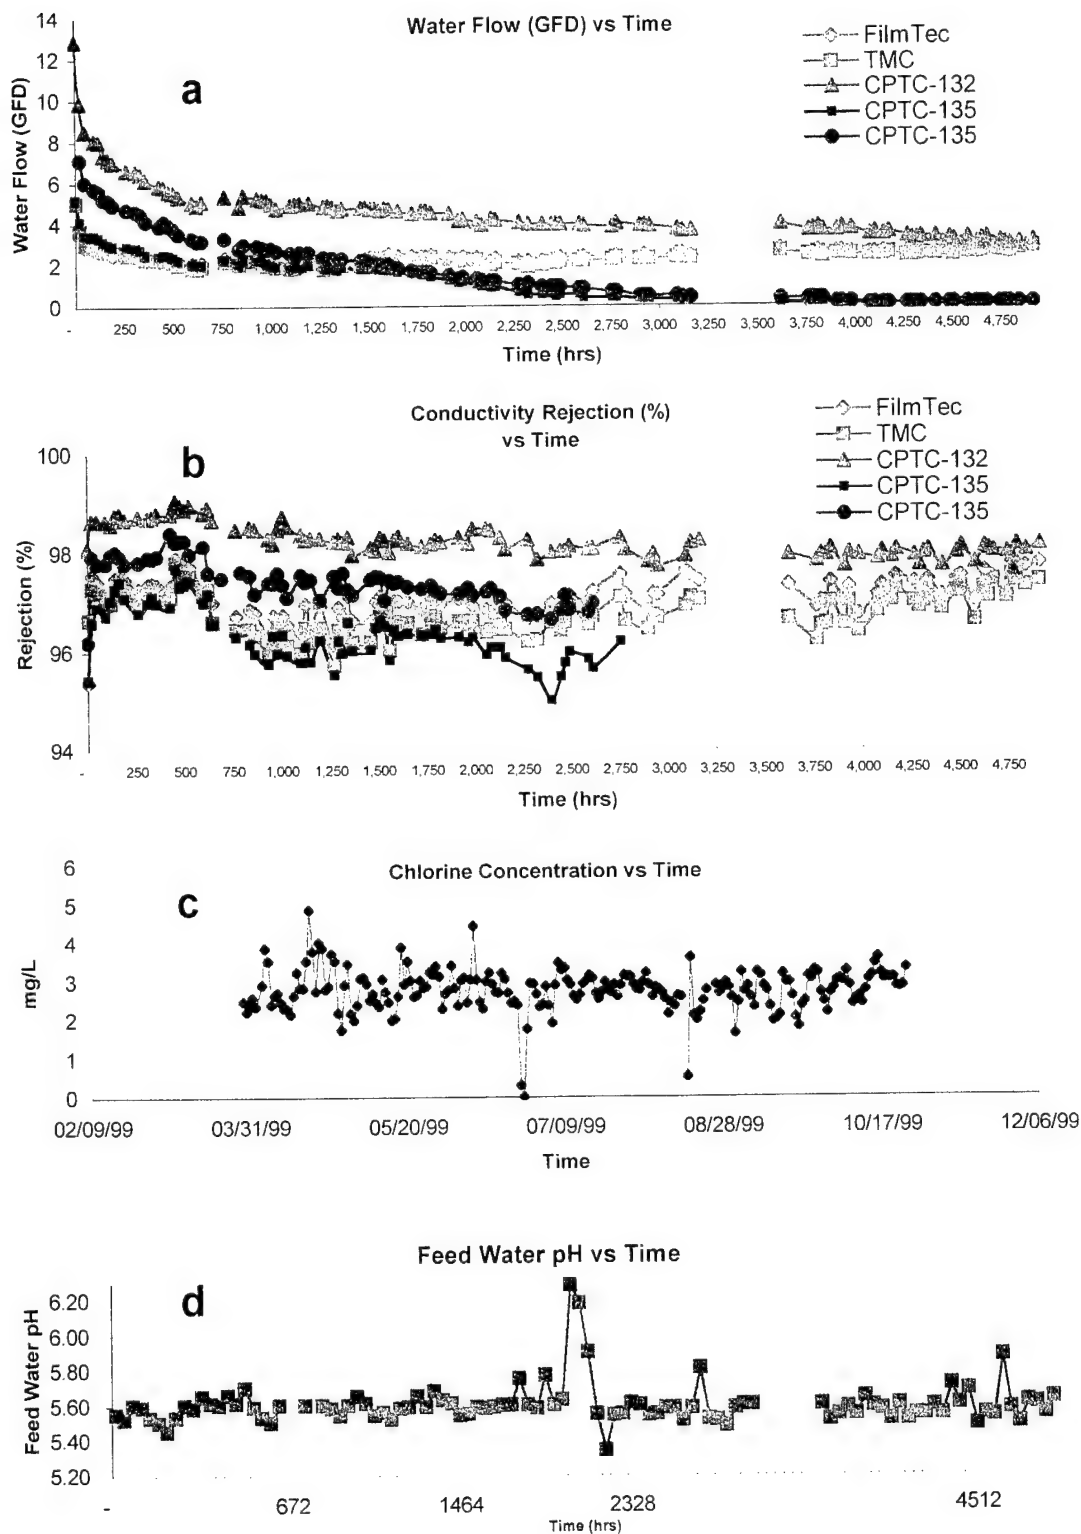 Water Flow (GFD) vs Time
a
FilmTec
TMC
CPTC-132
CPTC-135
CPTC-135
Water Flow (GFD)
14
12
10
8
6
4
2
0
- 250 500 750 1,000 1,250 1,500 1,750 2,000 2,250 2,500 2,750 3,000 3,250 3,500 3,750 4,000 4,250 4,500 4,750
Time (hrs)
Conductivity Rejection (%)
vs Time
b
FilmTec
TMC
CPTC-132
CPTC-135
CPTC-135
Rejection (%)
100
98
96
94
- 250 500 750 1,000 1,250 1,500 1,750 2,000 2,250 2,500 2,750 3,000 3,250 3,500 3,750 4,000 4,250 4,500 4,750
Time (hrs)
Chlorine Concentration vs Time
c
mg/L
6
5
4
3
2
1
0
02/09/99 03/31/99 05/20/99 07/09/99 08/28/99 10/17/99 12/06/99
Time
Feed Water pH vs Time
d
Feed Water pH
6.20
6.00
5.80
5.60
5.40
5.20
- 672 1464 2328 4512
Time (hrs)